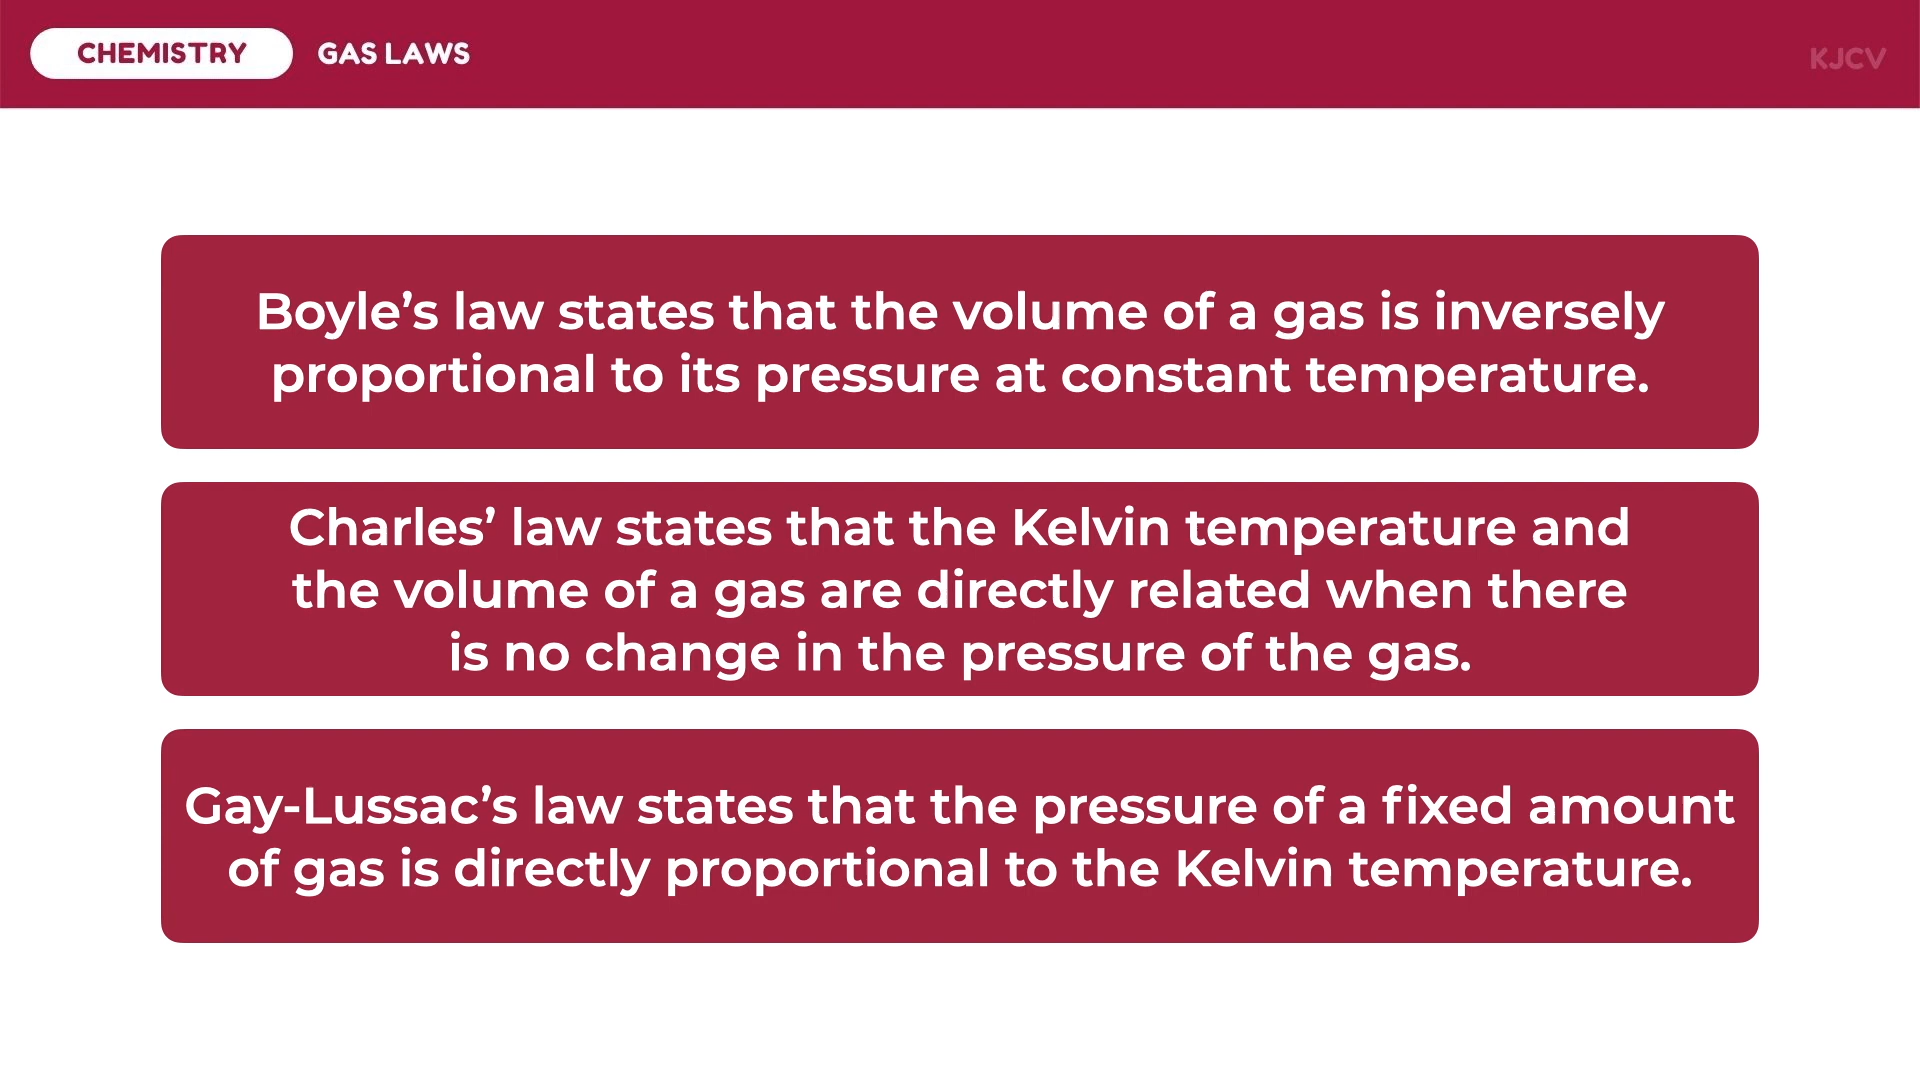 CHEMISTRY GAS LAWS KJCV
Boyle’s law states that the volume of a gas is inversely
proportional to its pressure at constant temperature.
Charles’ law states that the Kelvin temperature and
the volume of a gas are directly related when there
is no change in the pressure of the gas.
Gay-Lussac’s law states that the pressure of a fixed amount
of gas is directly proportional to the Kelvin temperature.